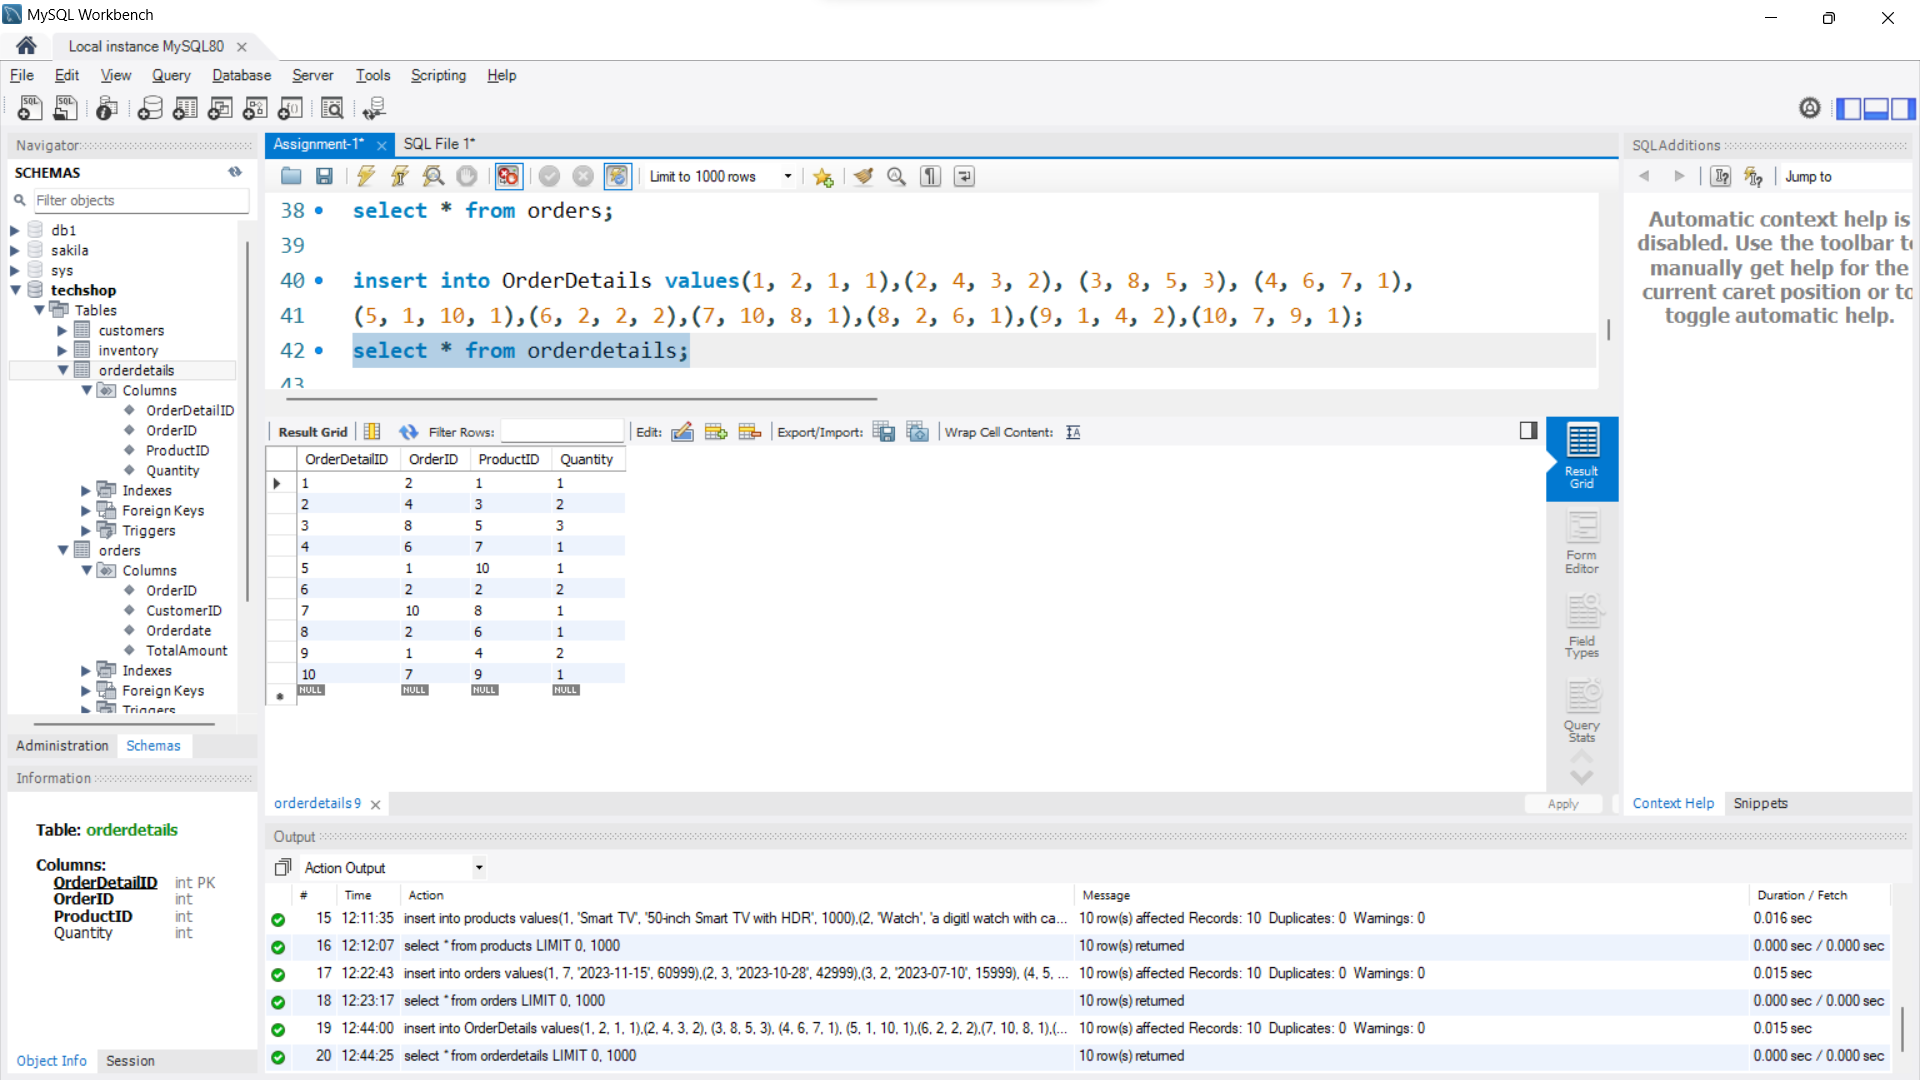 MySQL Workbench
Local instance MySQL80
File Edit View Query Database Server Tools Scripting Help
Navigator
SCHEMAS
Filter objects
db1
sakila
sys
techshop
Tables
customers
inventory
orderdetails
Columns
OrderDetailID
OrderID
ProductID
Quantity
Indexes
Foreign Keys
Triggers
orders
Columns
OrderID
CustomerID
Orderdate
TotalAmount
Indexes
Foreign Keys
Triggers
Administration Schemas
Information
Table: orderdetails
Columns:
OrderDetailID int PK
OrderID int
ProductID int
Quantity int
Object Info Session
Assignment-1* SQL File 1*
Limit to 1000 rows
38 select * from orders;
39
40 insert into OrderDetails values(1, 2, 1, 1),(2, 4, 3, 2), (3, 8, 5, 3), (4, 6, 7, 1),
41 (5, 1, 10, 1),(6, 2, 2, 2),(7, 10, 8, 1),(8, 2, 6, 1),(9, 1, 4, 2),(10, 7, 9, 1);
42 select * from orderdetails;
43
Result Grid Filter Rows: Edit: Export/Import: Wrap Cell Content:
OrderDetailID OrderID ProductID Quantity
1 2 1 1
2 4 3 2
3 8 5 3
4 6 7 1
5 1 10 1
6 2 2 2
7 10 8 1
8 2 6 1
9 1 4 2
10 7 9 1
NULL NULL NULL NULL
Result
Grid
Form
Editor
Field
Types
Query
Stats
orderdetails 9
Apply
SQLAdditions
Jump to
Automatic context help is
disabled. Use the toolbar to
manually get help for the
current caret position or to
toggle automatic help.
Context Help Snippets
Output
Action Output
# Time Action Message Duration / Fetch
15 12:11:35 insert into products values(1, 'Smart TV', '50-inch Smart TV with HDR', 1000),(2, 'Watch', 'a digitl watch with ca... 10 row(s) affected Records: 10 Duplicates: 0 Warnings: 0 0.016 sec
16 12:12:07 select * from products LIMIT 0, 1000 10 row(s) returned 0.000 sec / 0.000 sec
17 12:22:43 insert into orders values(1, 7, '2023-11-15', 60999),(2, 3, '2023-10-28', 42999),(3, 2, '2023-07-10', 15999), (4, 5, ... 10 row(s) affected Records: 10 Duplicates: 0 Warnings: 0 0.015 sec
18 12:23:17 select * from orders LIMIT 0, 1000 10 row(s) returned 0.000 sec / 0.000 sec
19 12:44:00 insert into OrderDetails values(1, 2, 1, 1),(2, 4, 3, 2), (3, 8, 5, 3), (4, 6, 7, 1), (5, 1, 10, 1),(6, 2, 2, 2),(7, 10, 8, 1),(... 10 row(s) affected Records: 10 Duplicates: 0 Warnings: 0 0.015 sec
20 12:44:25 select * from orderdetails LIMIT 0, 1000 10 row(s) returned 0.000 sec / 0.000 sec